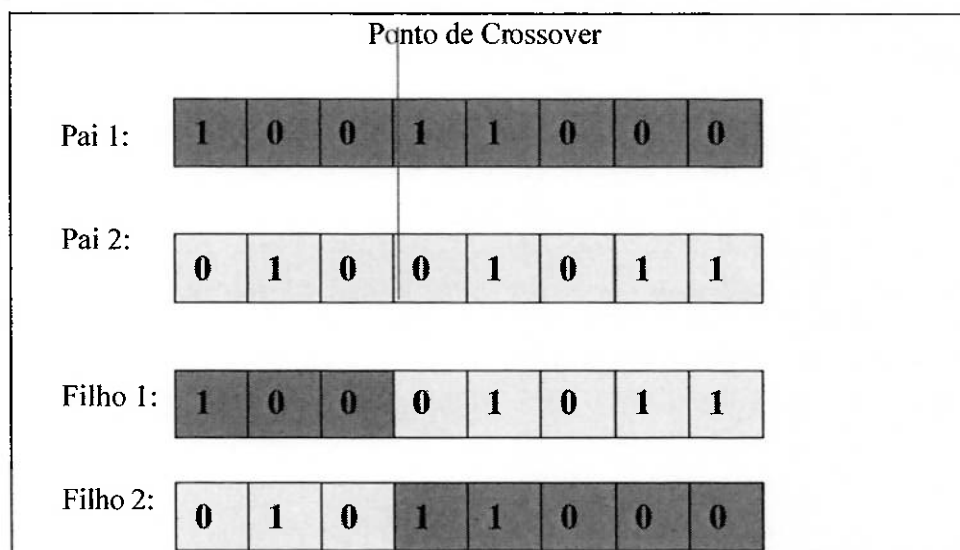 Ponto de Crossover
Pai 1: 1 0 0 1 1 0 0 0
Pai 2: 0 1 0 0 1 0 1 1
Filho 1: 1 0 0 0 1 0 1 1
Filho 2: 0 1 0 1 1 0 0 0